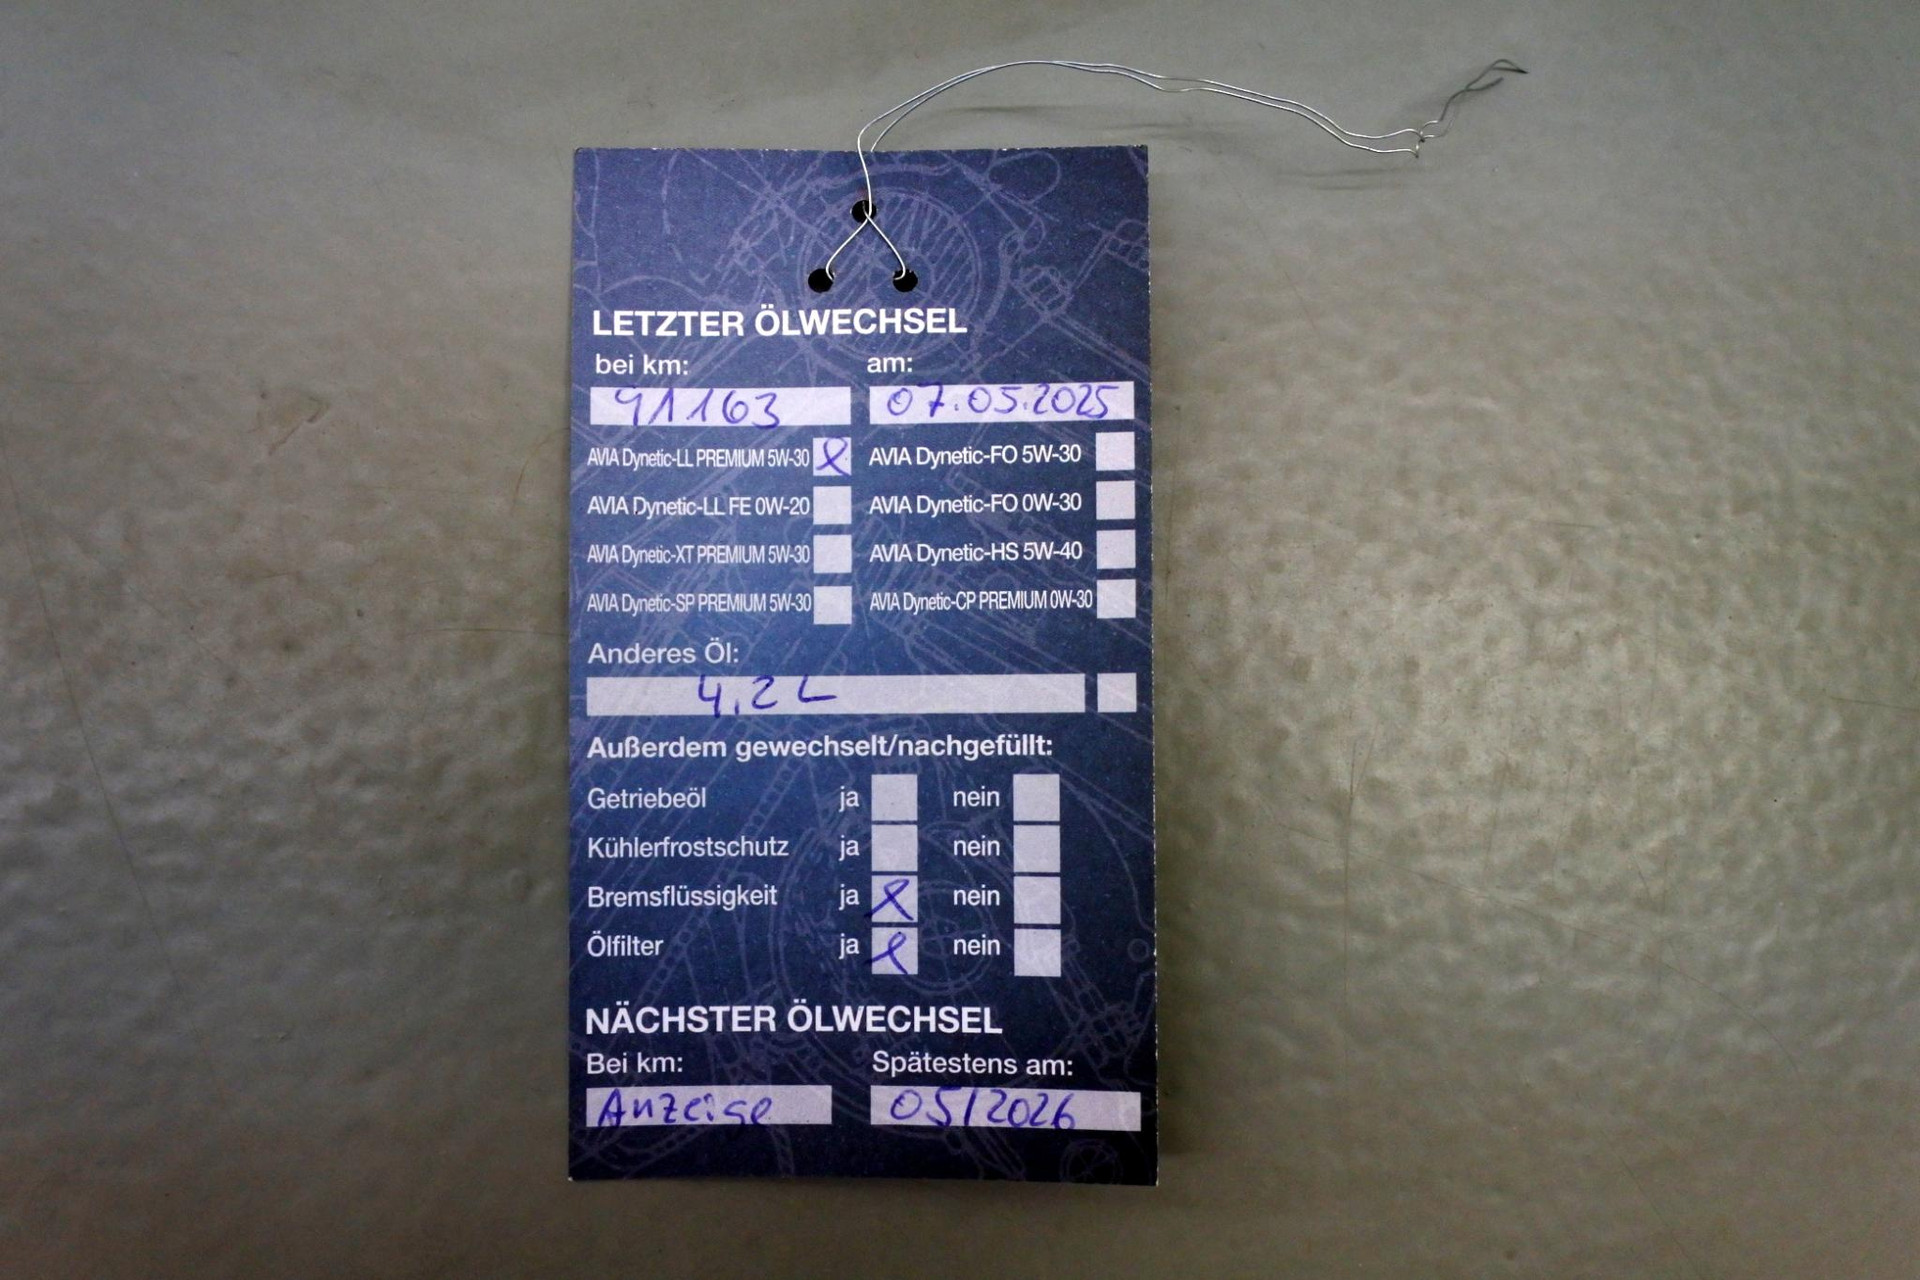 LETZTER ÖLWECHSEL
bei km: am:
91163 07.05.2025
AVIA Dynetic-LL PREMIUM 5W-30 AVIA Dynetic-FO 5W-30
AVIA Dynetic-LL FE 0W-20 AVIA Dynetic-FO 0W-30
AVIA Dynetic-XT PREMIUM 5W-30 AVIA Dynetic-HS 5W-40
AVIA Dynetic-SP PREMIUM 5W-30 AVIA Dynetic-CP PREMIUM 0W-30
Anderes Öl:
4,2 L
Außerdem gewechselt/nachgefüllt:
Getriebeöl ja nein
Kühlerfrostschutz ja nein
Bremsflüssigkeit ja nein
Ölfilter ja nein
NÄCHSTER ÖLWECHSEL
Bei km: Spätestens am:
Anzeige 05/2026